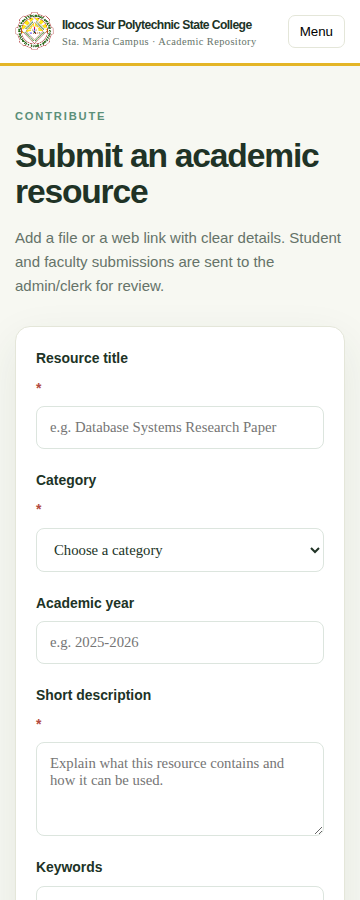 Ilocos Sur Polytechnic State College
Sta. Maria Campus · Academic Repository
Menu
CONTRIBUTE
Submit an academic
resource
Add a file or a web link with clear details. Student
and faculty submissions are sent to the
admin/clerk for review.
Resource title
*
e.g. Database Systems Research Paper
Category
*
Choose a category
Academic year
e.g. 2025-2026
Short description
*
Explain what this resource contains and
how it can be used.
Keywords